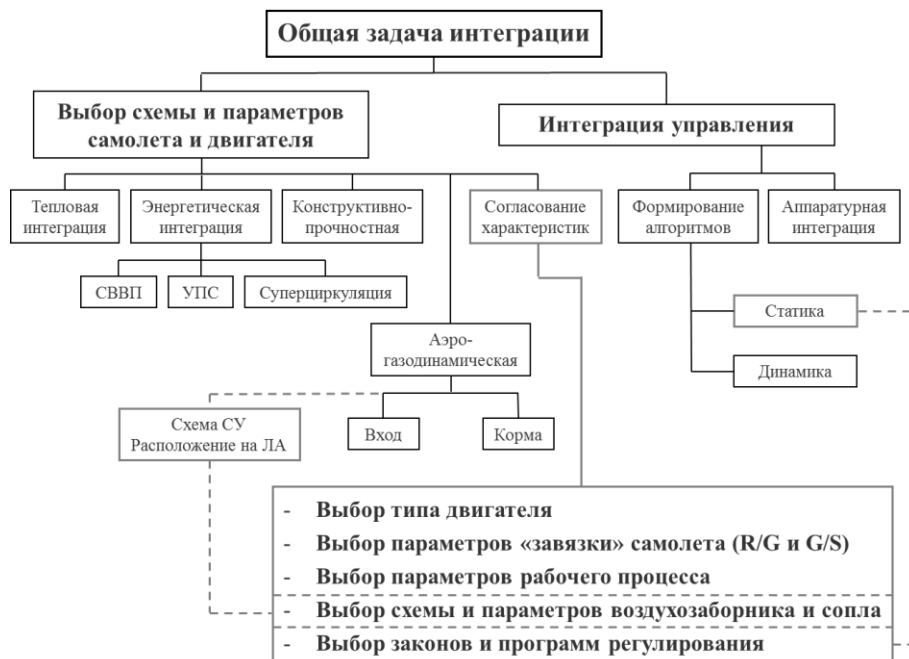 Общая задача интеграции
Выбор схемы и параметров
самолета и двигателя
Интеграция управления
Тепловая
интеграция
Энергетическая
интеграция
Конструктивно-
прочностная
Согласование
характеристик
Формирование
алгоритмов
Аппаратурная
интеграция
СВВП
УПС
Суперциркуляция
Статика
Аэро-
газодинамическая
Динамика
Схема СУ
Расположение на ЛА
Вход
Корма
- Выбор типа двигателя
- Выбор параметров «завязки» самолета (R/G и G/S)
- Выбор параметров рабочего процесса
- Выбор схемы и параметров воздухозаборника и сопла
- Выбор законов и программ регулирования